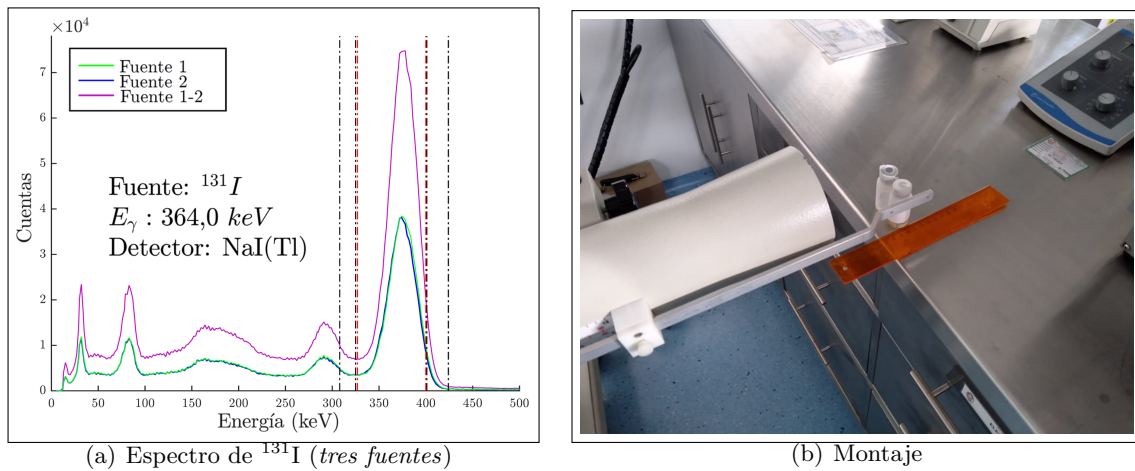 ×10⁴
7
6
5
4
3
2
1
0
Cuentas
Fuente 1
Fuente 2
Fuente 1-2
Fuente: ¹³¹I
E_γ : 364,0 keV
Detector: NaI(Tl)
0 50 100 150 200 250 300 350 400 450 500
Energía (keV)
(a) Espectro de ¹³¹I (tres fuentes)
(b) Montaje